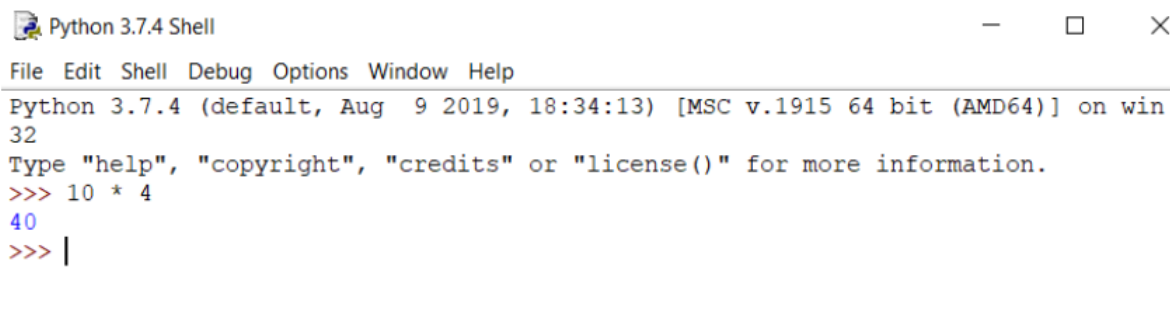 Python 3.7.4 Shell
File Edit Shell Debug Options Window Help
Python 3.7.4 (default, Aug  9 2019, 18:34:13) [MSC v.1915 64 bit (AMD64)] on win
32
Type "help", "copyright", "credits" or "license()" for more information.
>>> 10 * 4
40
>>>